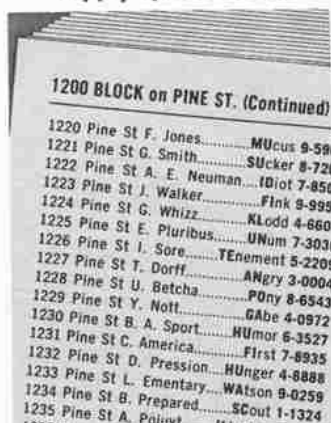 1200 BLOCK on PINE ST. (Continued)
1220 Pine St F. Jones..........MUcus 9-590
1221 Pine St G. Smith..........SUcker 8-720
1222 Pine St A. E. Neuman....IDiot 7-850
1223 Pine St J. Walker..........FInk 9-995
1224 Pine St G. Whizz..........KLodd 4-660
1225 Pine St E. Pluribus........UNum 7-303
1226 Pine St I. Sore........TEnement 5-2209
1227 Pine St T. Dorff..........ANgry 3-0004
1228 Pine St U. Betcha..........POny 8-6543
1229 Pine St Y. Nott..........GAbe 4-0972
1230 Pine St B. A. Sport......HUmor 6-3527
1231 Pine St C. America........FIrst 7-8935
1232 Pine St D. Pression...HUnger 4-8888
1233 Pine St L. Ementary...WAtson 9-0259
1234 Pine St B. Prepared......SCout 1-1324
1235 Pine St A.